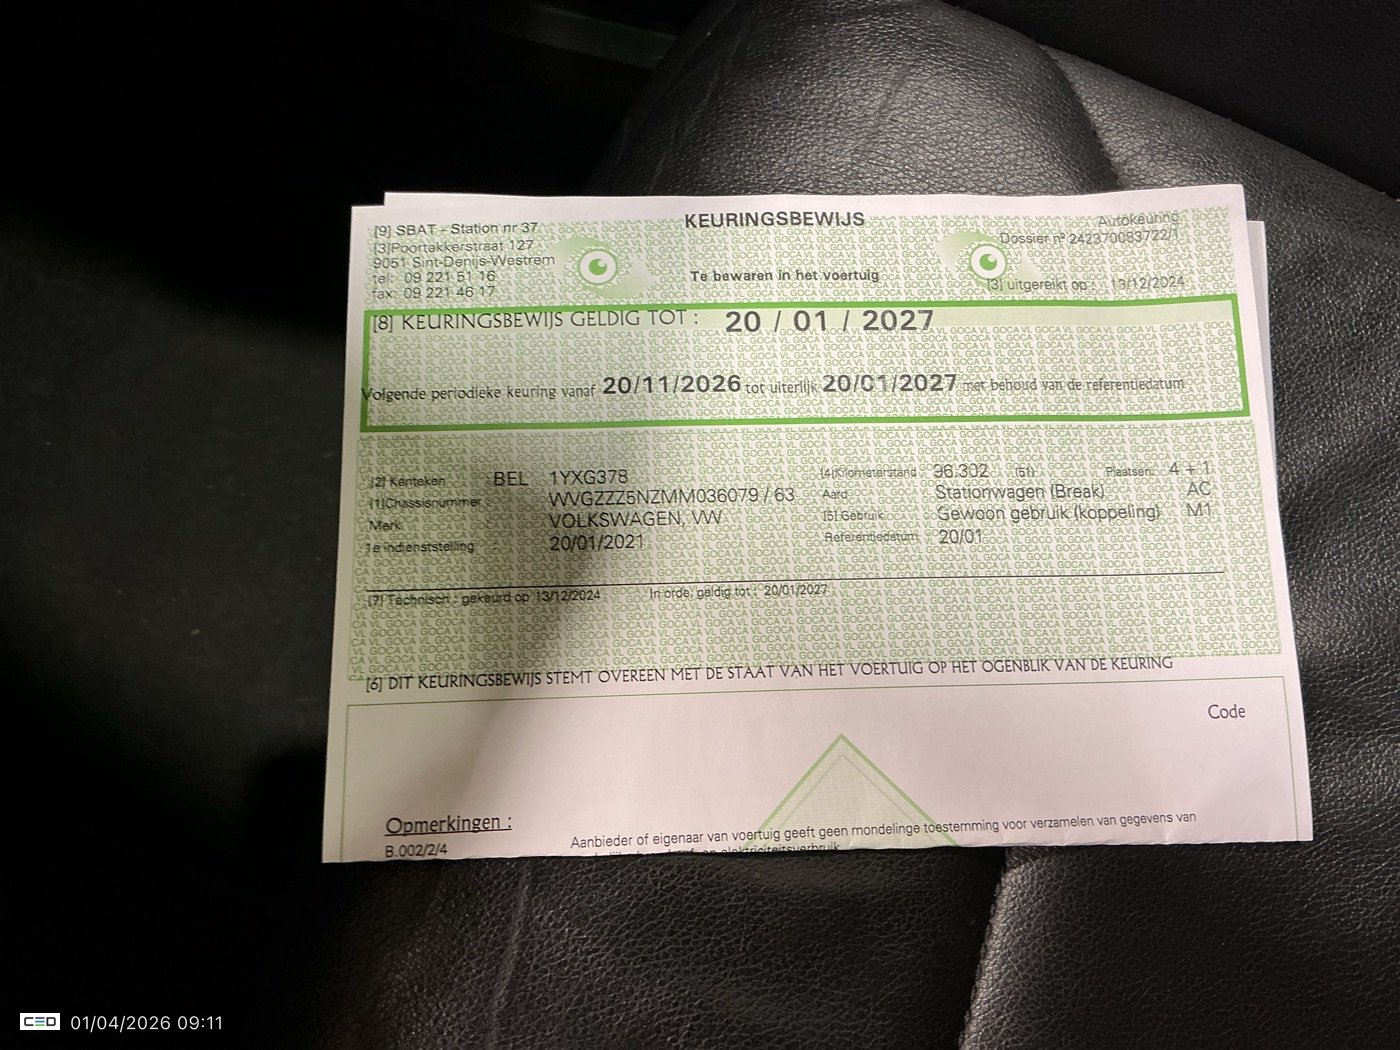 KEURINGSBEWIJS
Te bewaren in het voertuig
[9] SBAT - Station nr 37
[3]Poortakkerstraat 127
9051 Sint-Denijs-Westrem
tel: 09 221 51 16
fax: 09 221 46 17
Autokeuring
Dossier nº 242370083722/1
[3] uitgereikt op : 13/12/2024
[8] KEURINGSBEWIJS GELDIG TOT : 20 / 01 / 2027
Volgende periodieke keuring vanaf 20/11/2026 tot uiterlijk 20/01/2027 met behoud van de referentiedatum
[2] Kenteken : BEL 1YXG378
[1]Chassisnummer : WVGZZZ5NZMM036079 / 63
Merk VOLKSWAGEN, VW
1e indienststelling 20/01/2021
[4]Kilometerstand : 96.302 (51) Plaatsen: 4 + 1
Aard Stationwagen (Break) AC
[5] Gebruik : Gewoon gebruik (koppeling) M1
Referentiedatum : 20/01
[7] Technisch : gekeurd op 13/12/2024 In orde, geldig tot : 20/01/2027
[6] DIT KEURINGSBEWIJS STEMT OVEREEN MET DE STAAT VAN HET VOERTUIG OP HET OGENBLIK VAN DE KEURING
Code
Opmerkingen :
B.002/2/4
Aanbieder of eigenaar van voertuig geeft geen mondelinge toestemming voor verzamelen van gegevens van
elektriciteitsverbruik
CED 01/04/2026 09:11